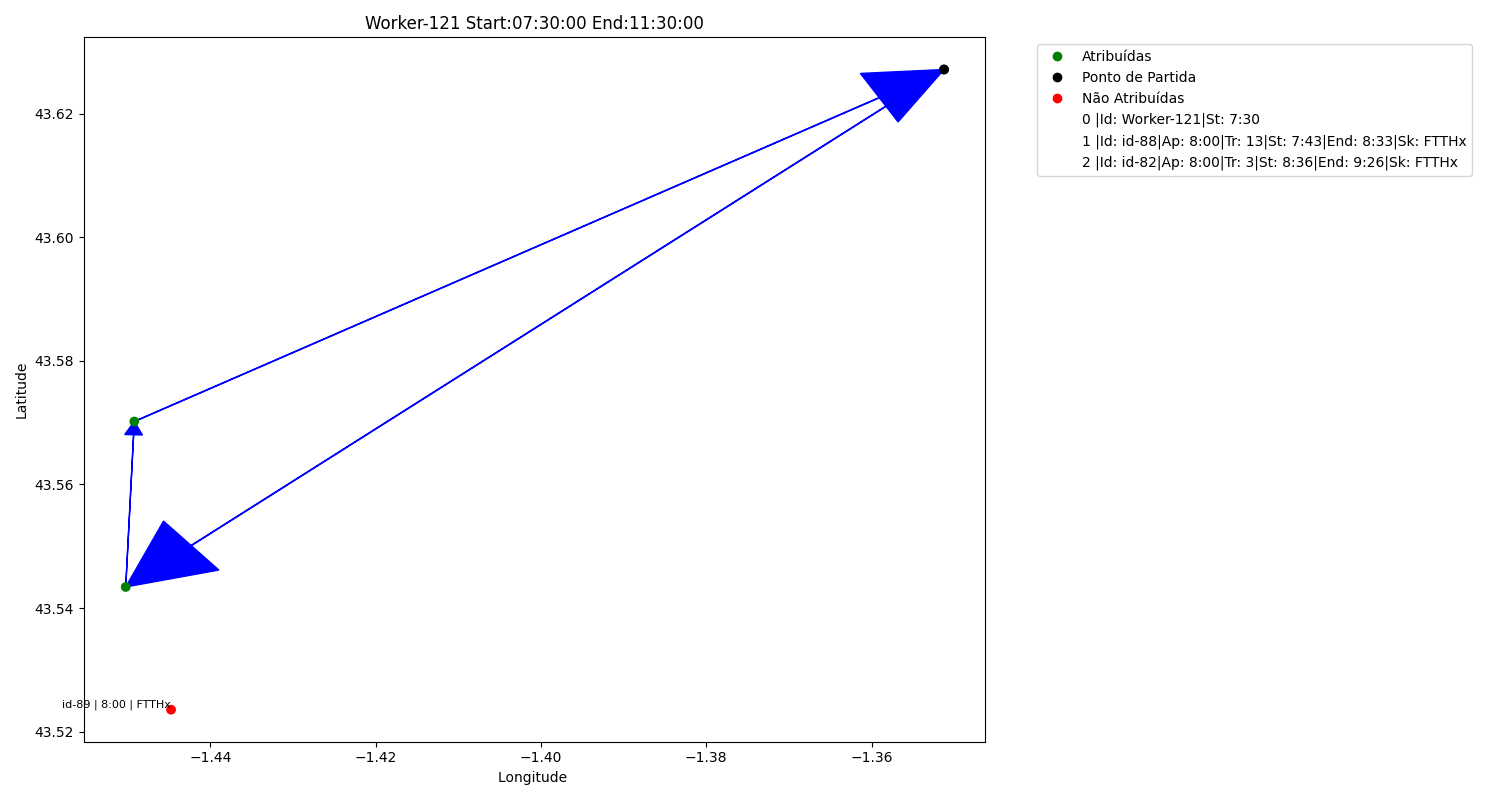 Worker-121 Start:07:30:00 End:11:30:00
Atribuídas
Ponto de Partida
Não Atribuídas
0 |Id: Worker-121|St: 7:30
1 |Id: id-88|Ap: 8:00|Tr: 13|St: 7:43|End: 8:33|Sk: FTTHx
2 |Id: id-82|Ap: 8:00|Tr: 3|St: 8:36|End: 9:26|Sk: FTTHx
43.62
43.60
43.58
43.56
43.54
43.52
Latitude
id-89 | 8:00 | FTTHx
−1.44
−1.42
−1.40
−1.38
−1.36
Longitude